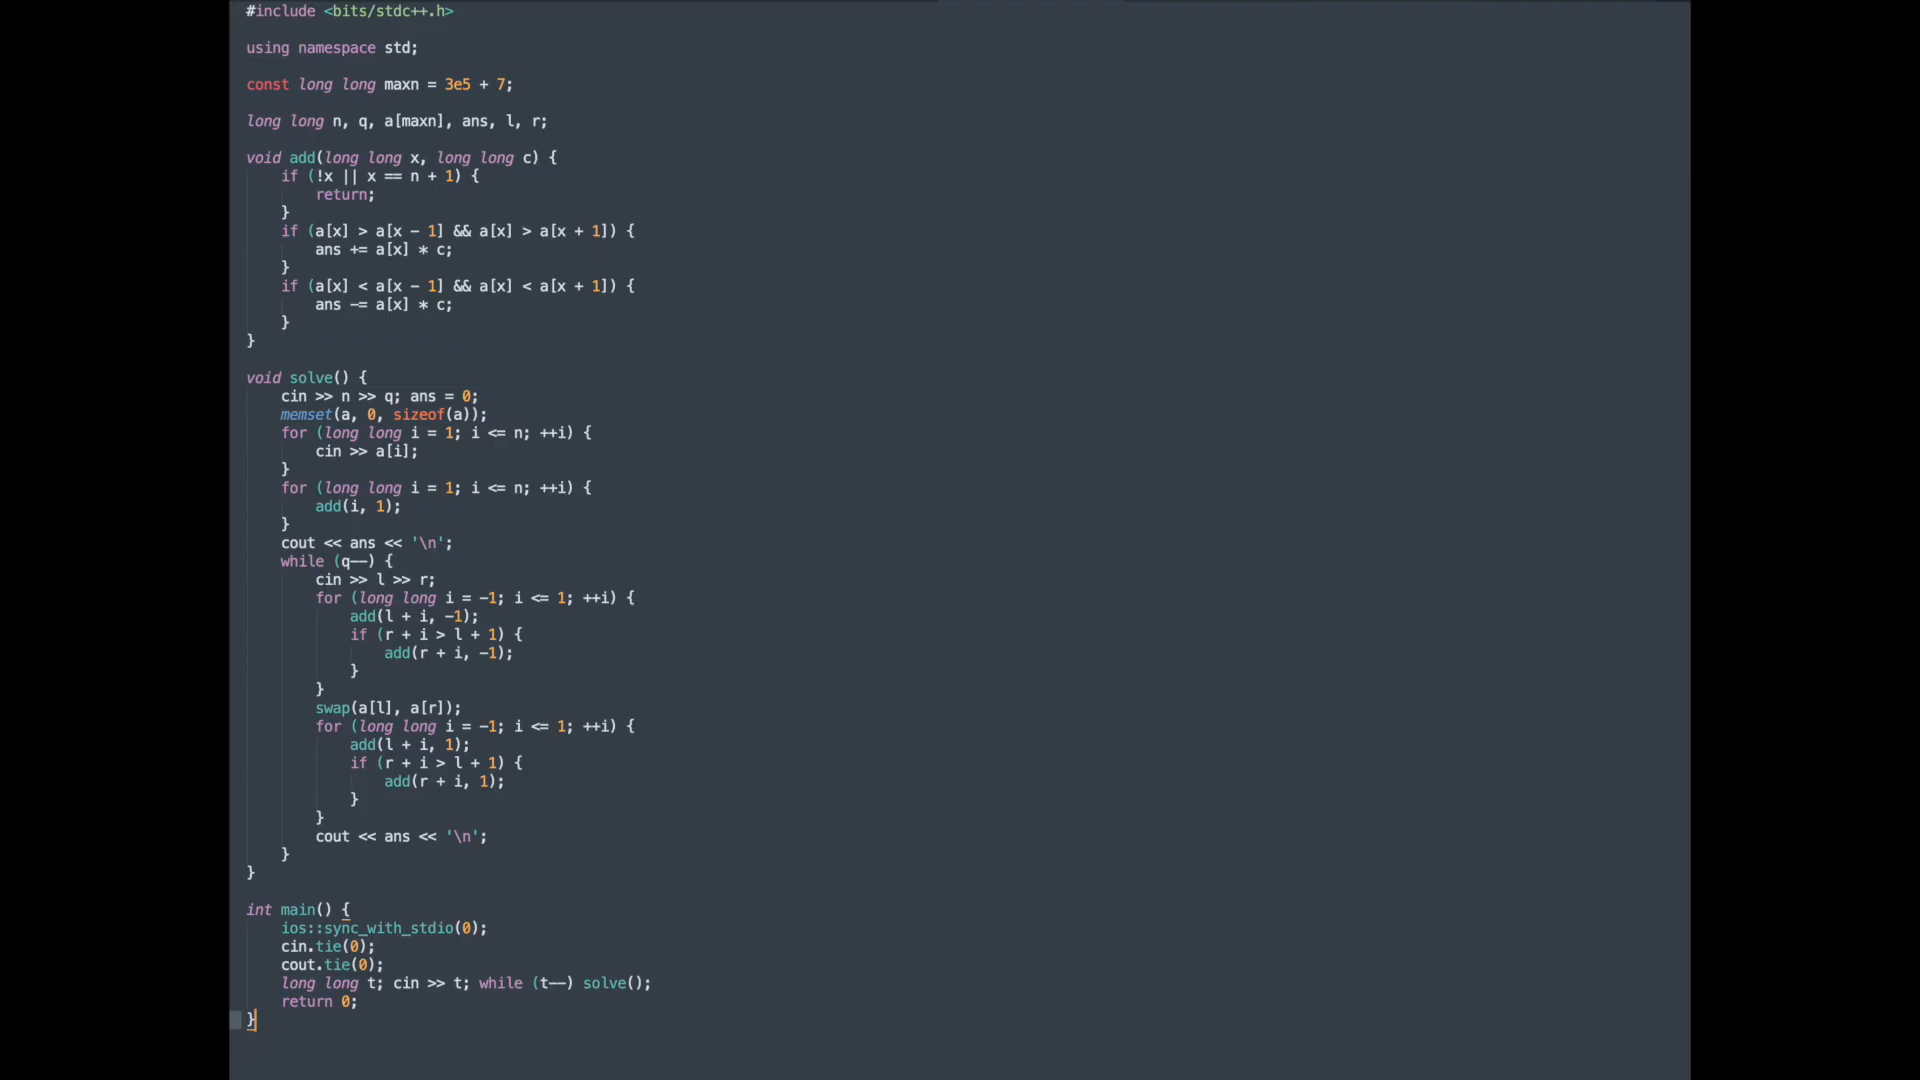 #include <bits/stdc++.h>
using namespace std;
const long long maxn = 3e5 + 7;
long long n, q, a[maxn], ans, l, r;
void add(long long x, long long c) {
    if (!x || x == n + 1) {
        return;
    }
    if (a[x] > a[x - 1] && a[x] > a[x + 1]) {
        ans += a[x] * c;
    }
    if (a[x] < a[x - 1] && a[x] < a[x + 1]) {
        ans -= a[x] * c;
    }
}
void solve() {
    cin >> n >> q; ans = 0;
    memset(a, 0, sizeof(a));
    for (long long i = 1; i <= n; ++i) {
        cin >> a[i];
    }
    for (long long i = 1; i <= n; ++i) {
        add(i, 1);
    }
    cout << ans << '\n';
    while (q--) {
        cin >> l >> r;
        for (long long i = -1; i <= 1; ++i) {
            add(l + i, -1);
            if (r + i > l + 1) {
                add(r + i, -1);
            }
        }
        swap(a[l], a[r]);
        for (long long i = -1; i <= 1; ++i) {
            add(l + i, 1);
            if (r + i > l + 1) {
                add(r + i, 1);
            }
        }
        cout << ans << '\n';
    }
}
int main() {
    ios::sync_with_stdio(0);
    cin.tie(0);
    cout.tie(0);
    long long t; cin >> t; while (t--) solve();
    return 0;
}